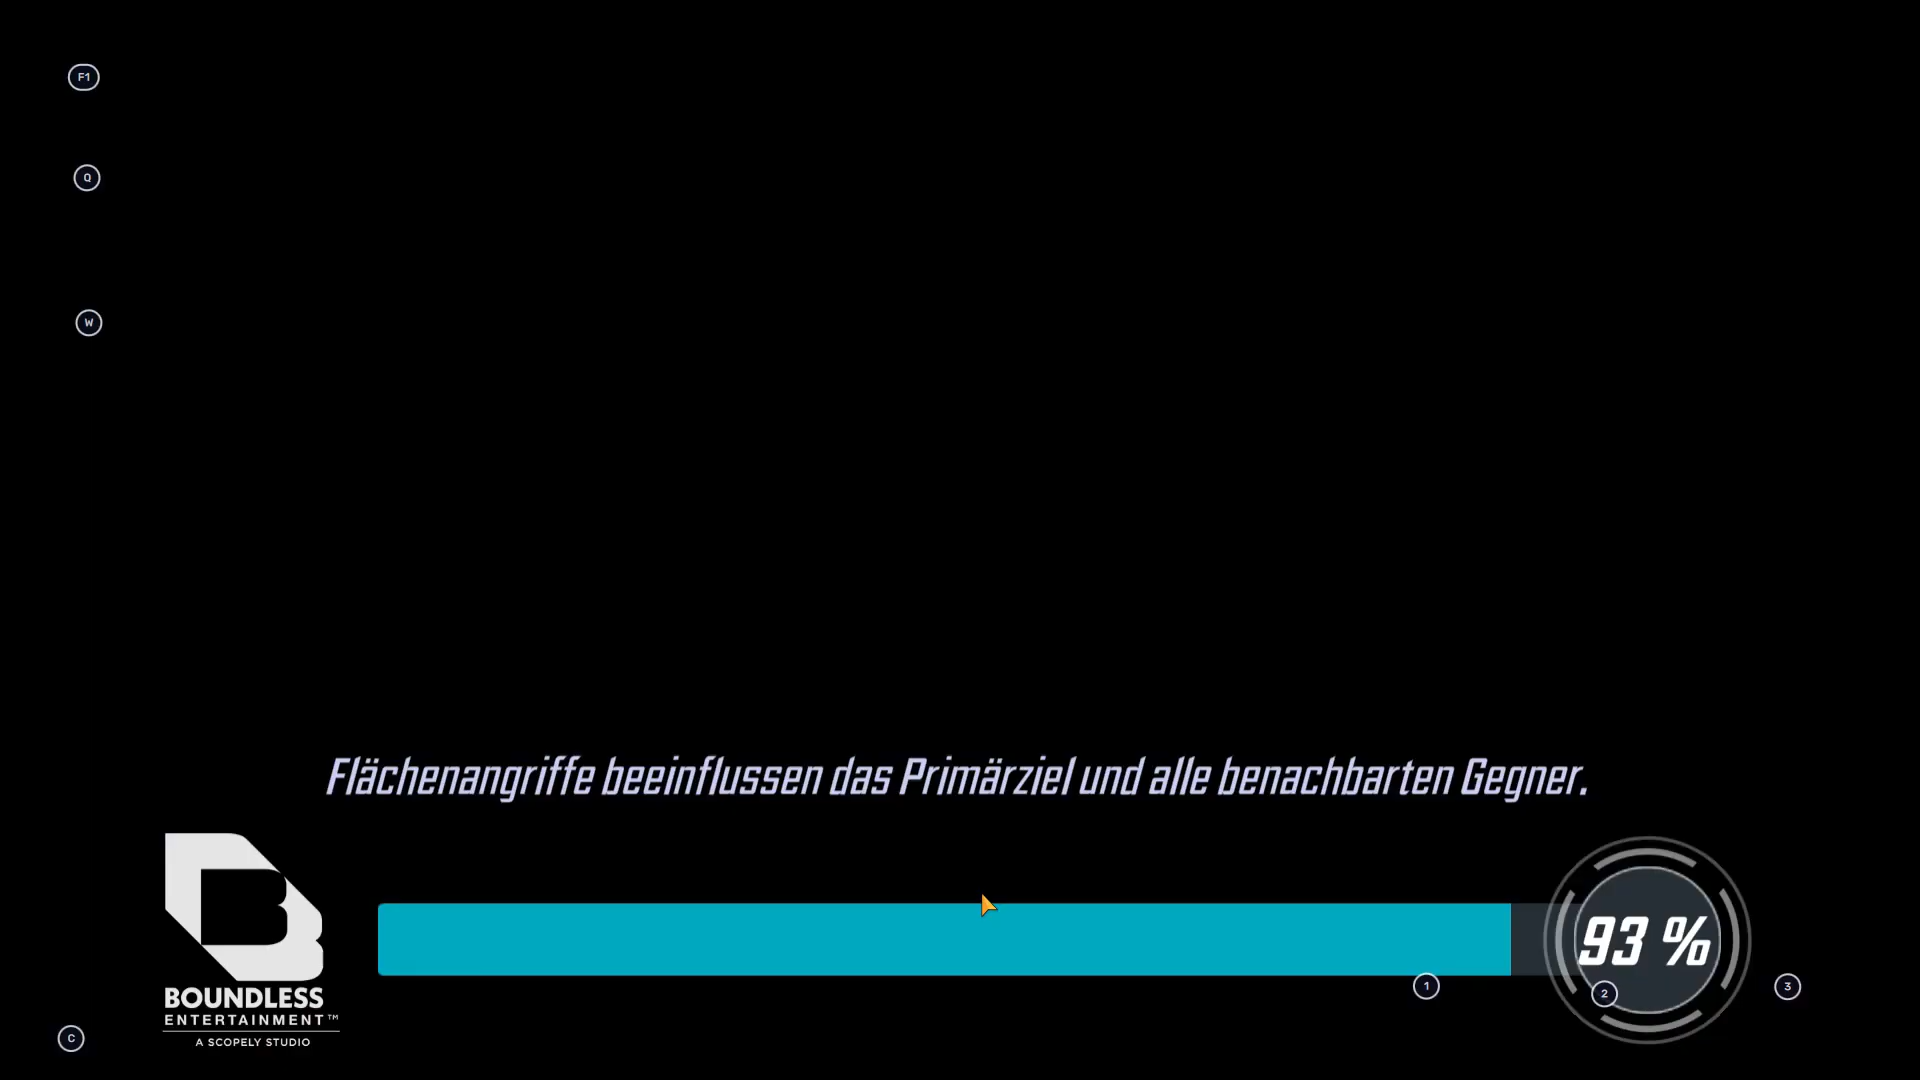 F1
Q
W
Flächenangriffe beeinflussen das Primärziel und alle benachbarten Gegner.
93 %
1
2
3
BOUNDLESS
ENTERTAINMENT™
A SCOPELY STUDIO
C